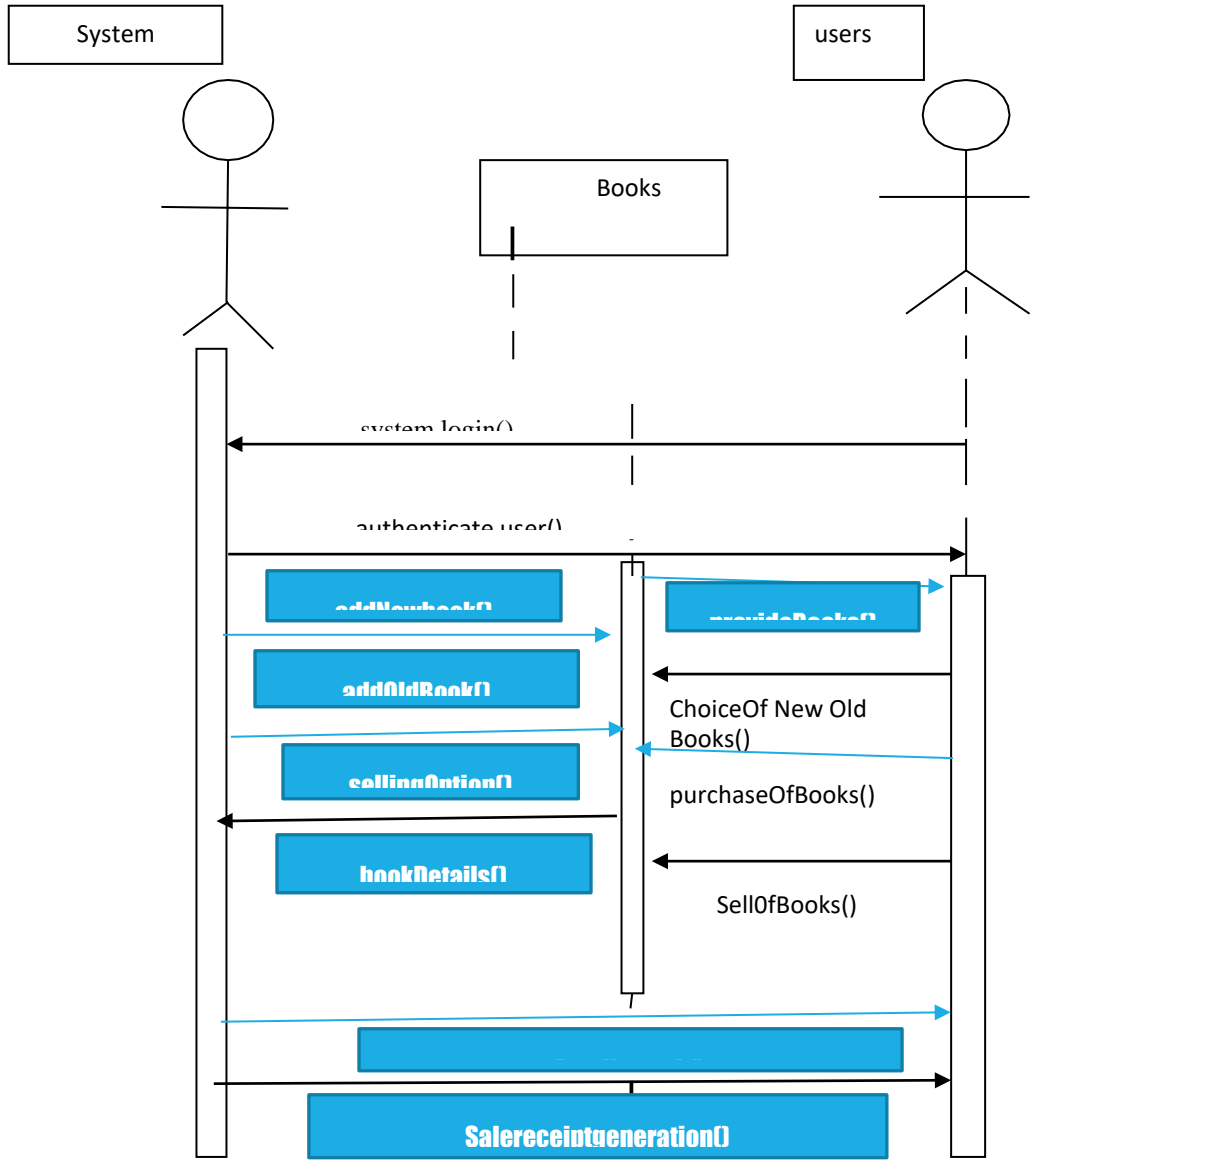 System
users
Books
system login()
authenticate user()
addNewbook()
provideBooks()
addOldBook()
ChoiceOf New Old
Books()
sellingOption()
purchaseOfBooks()
bookDetails()
Sell0fBooks()
Salereceiptgeneration()